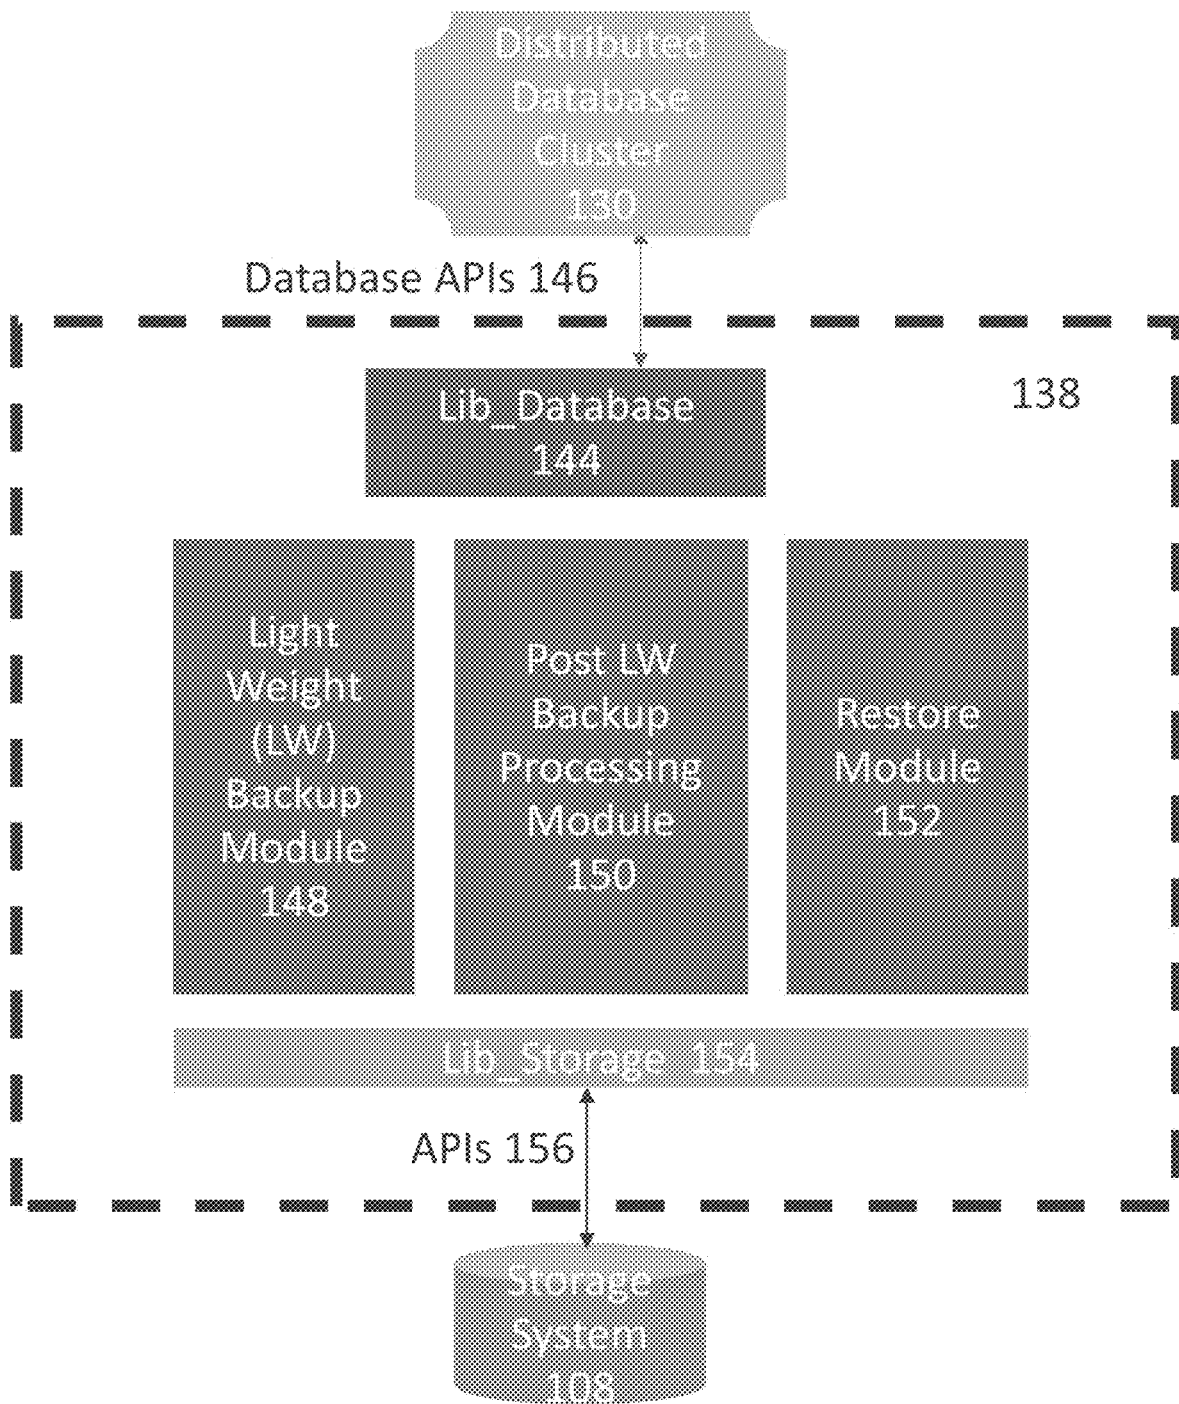 Distributed
Database
Cluster
130
Database APIs 146
138
Lib_Database
144
Light
Weight
(LW)
Backup
Module
148
Post LW
Backup
Processing
Module
150
Restore
Module
152
Lib_Storage 154
APIs 156
Storage
System
108